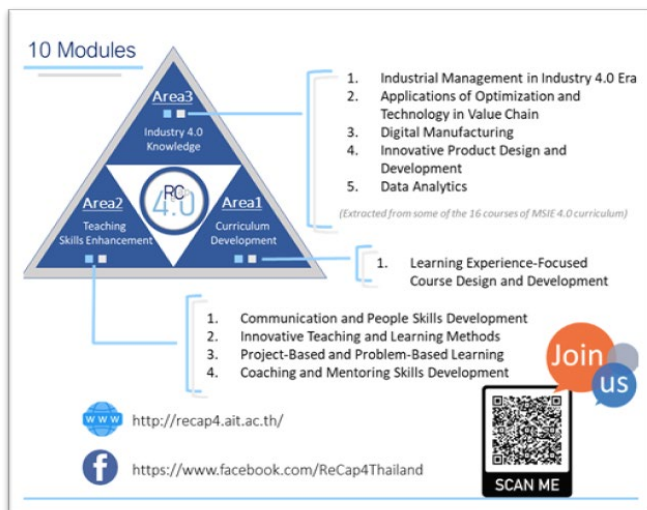 10 Modules
Area3
Industry 4.0
Knowledge
RC
4.0
Area2
Teaching
Skills Enhancement
Area1
Curriculum
Development
1. Industrial Management in Industry 4.0 Era
2. Applications of Optimization and
Technology in Value Chain
3. Digital Manufacturing
4. Innovative Product Design and
Development
5. Data Analytics
(Extracted from some of the 16 courses of MSIE 4.0 curriculum)
1. Learning Experience-Focused
Course Design and Development
1. Communication and People Skills Development
2. Innovative Teaching and Learning Methods
3. Project-Based and Problem-Based Learning
4. Coaching and Mentoring Skills Development
Join
us
www
http://recap4.ait.ac.th/
f
https://www.facebook.com/ReCap4Thailand
SCAN ME